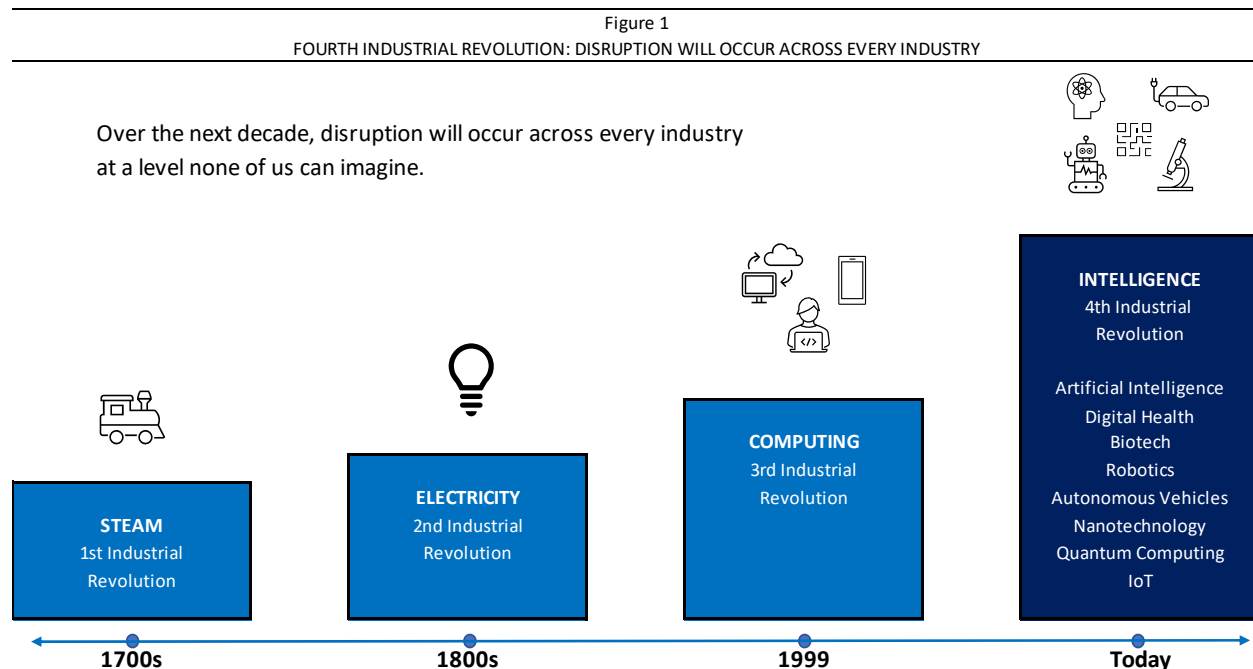 Figure 1
FOURTH INDUSTRIAL REVOLUTION: DISRUPTION WILL OCCUR ACROSS EVERY INDUSTRY
Over the next decade, disruption will occur across every industry
at a level none of us can imagine.
STEAM
1st Industrial
Revolution
ELECTRICITY
2nd Industrial
Revolution
</>
COMPUTING
3rd Industrial
Revolution
INTELLIGENCE
4th Industrial
Revolution
Artificial Intelligence
Digital Health
Biotech
Robotics
Autonomous Vehicles
Nanotechnology
Quantum Computing
IoT
1700s
1800s
1999
Today